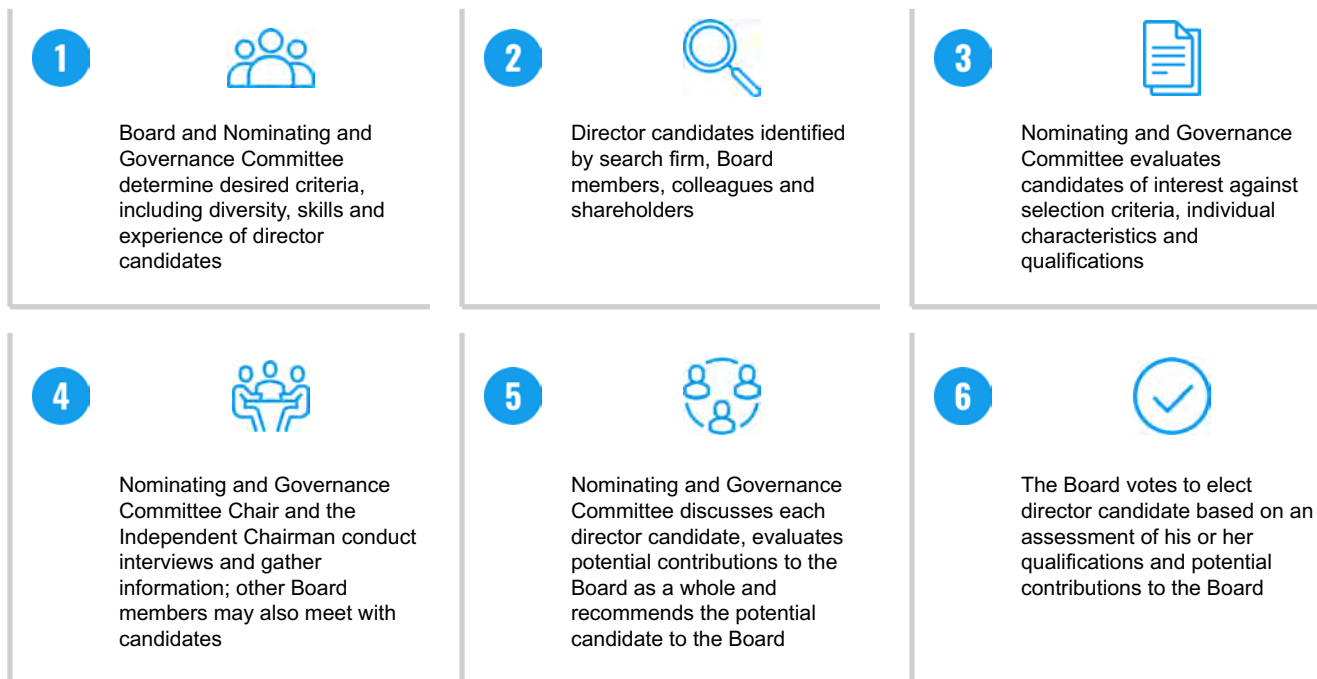 1
Board and Nominating and
Governance Committee
determine desired criteria,
including diversity, skills and
experience of director
candidates
2
Director candidates identified
by search firm, Board
members, colleagues and
shareholders
3
Nominating and Governance
Committee evaluates
candidates of interest against
selection criteria, individual
characteristics and
qualifications
4
Nominating and Governance
Committee Chair and the
Independent Chairman conduct
interviews and gather
information; other Board
members may also meet with
candidates
5
Nominating and Governance
Committee discusses each
director candidate, evaluates
potential contributions to the
Board as a whole and
recommends the potential
candidate to the Board
6
The Board votes to elect
director candidate based on an
assessment of his or her
qualifications and potential
contributions to the Board